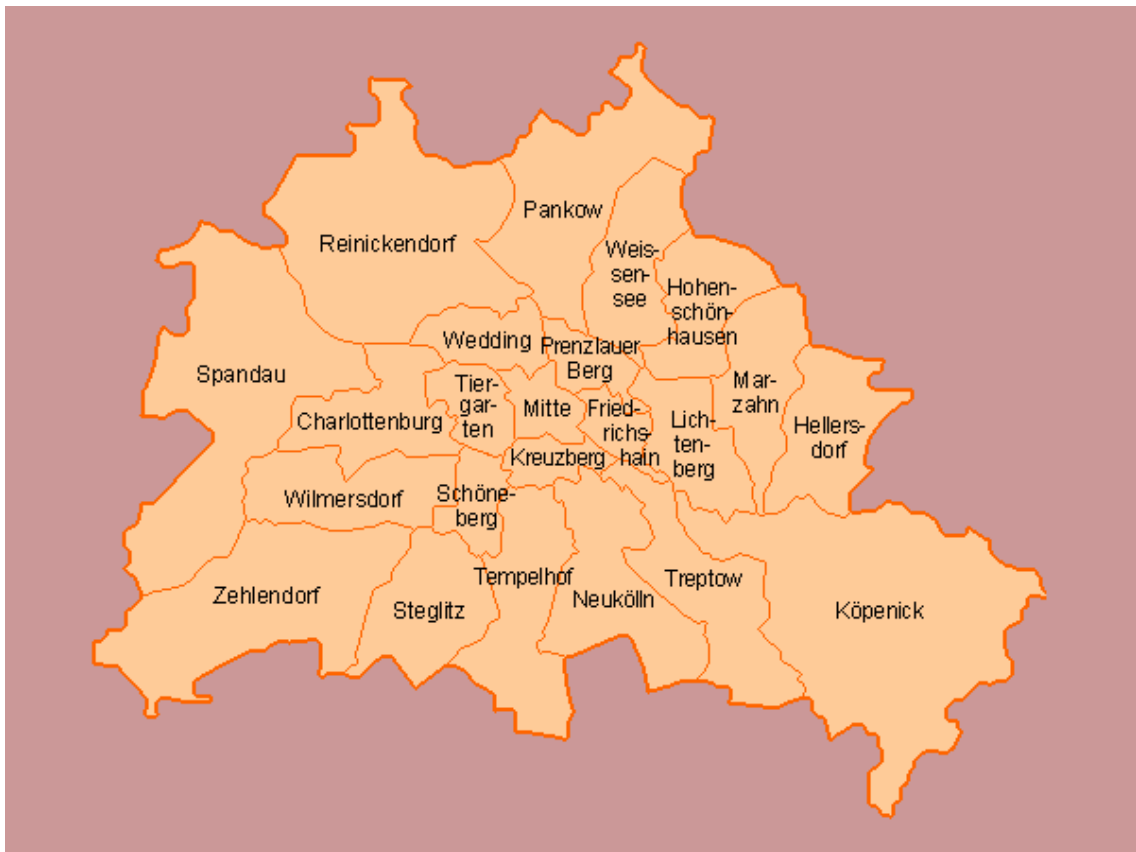 Pankow
Reinickendorf
Weis-
sen-
see
Hohen-
schön-
hausen
Wedding
Prenzlauer
Berg
Spandau
Tier-
gar-
ten
Mitte
Fried-
richs-
hain
Mar-
zahn
Charlottenburg
Lich-
ten-
berg
Hellers-
dorf
Kreuzberg
Wilmersdorf
Schöne-
berg
Zehlendorf
Steglitz
Tempelhof
Neukölln
Treptow
Köpenick